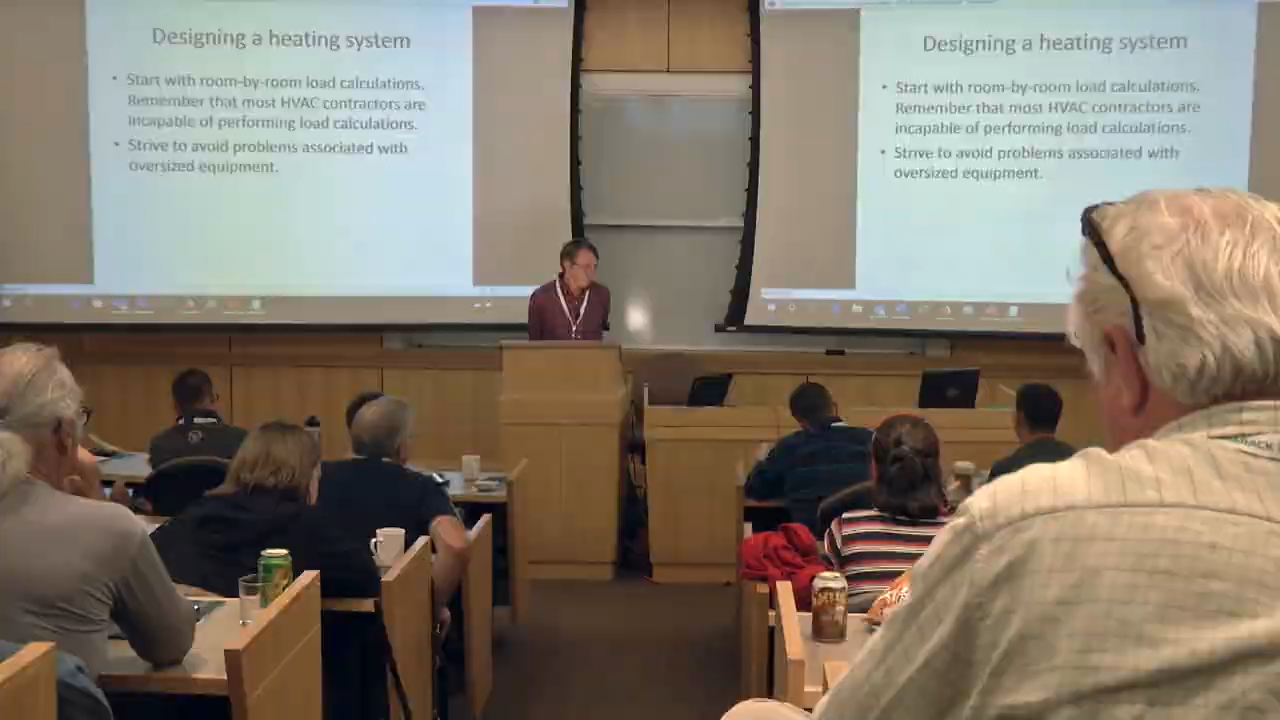 Designing a heating system
• Start with room-by-room load calculations.
Remember that most HVAC contractors are
incapable of performing load calculations.
• Strive to avoid problems associated with
oversized equipment.
Designing a heating system
• Start with room-by-room load calculations.
Remember that most HVAC contractors are
incapable of performing load calculations.
• Strive to avoid problems associated with
oversized equipment.